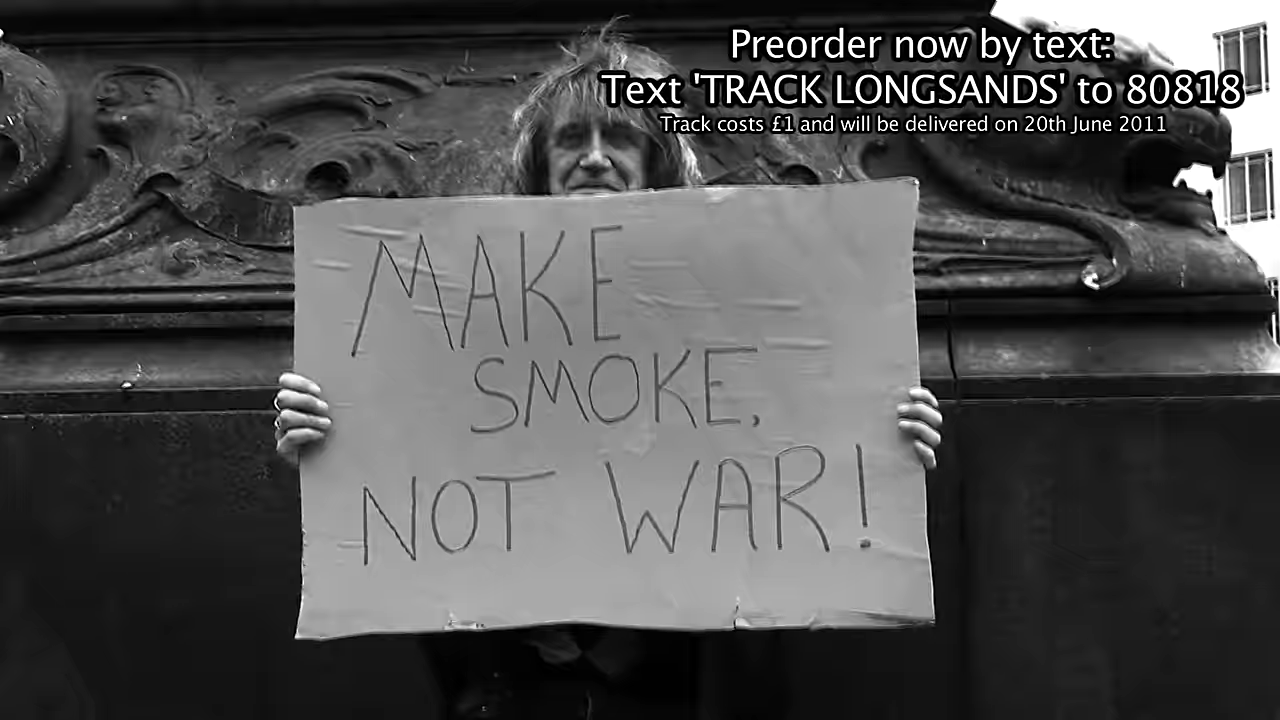 Preorder now by text:
Text 'TRACK LONGSANDS' to 80818
Track costs £1 and will be delivered on 20th June 2011
MAKE
SMOKE.
NOT WAR!